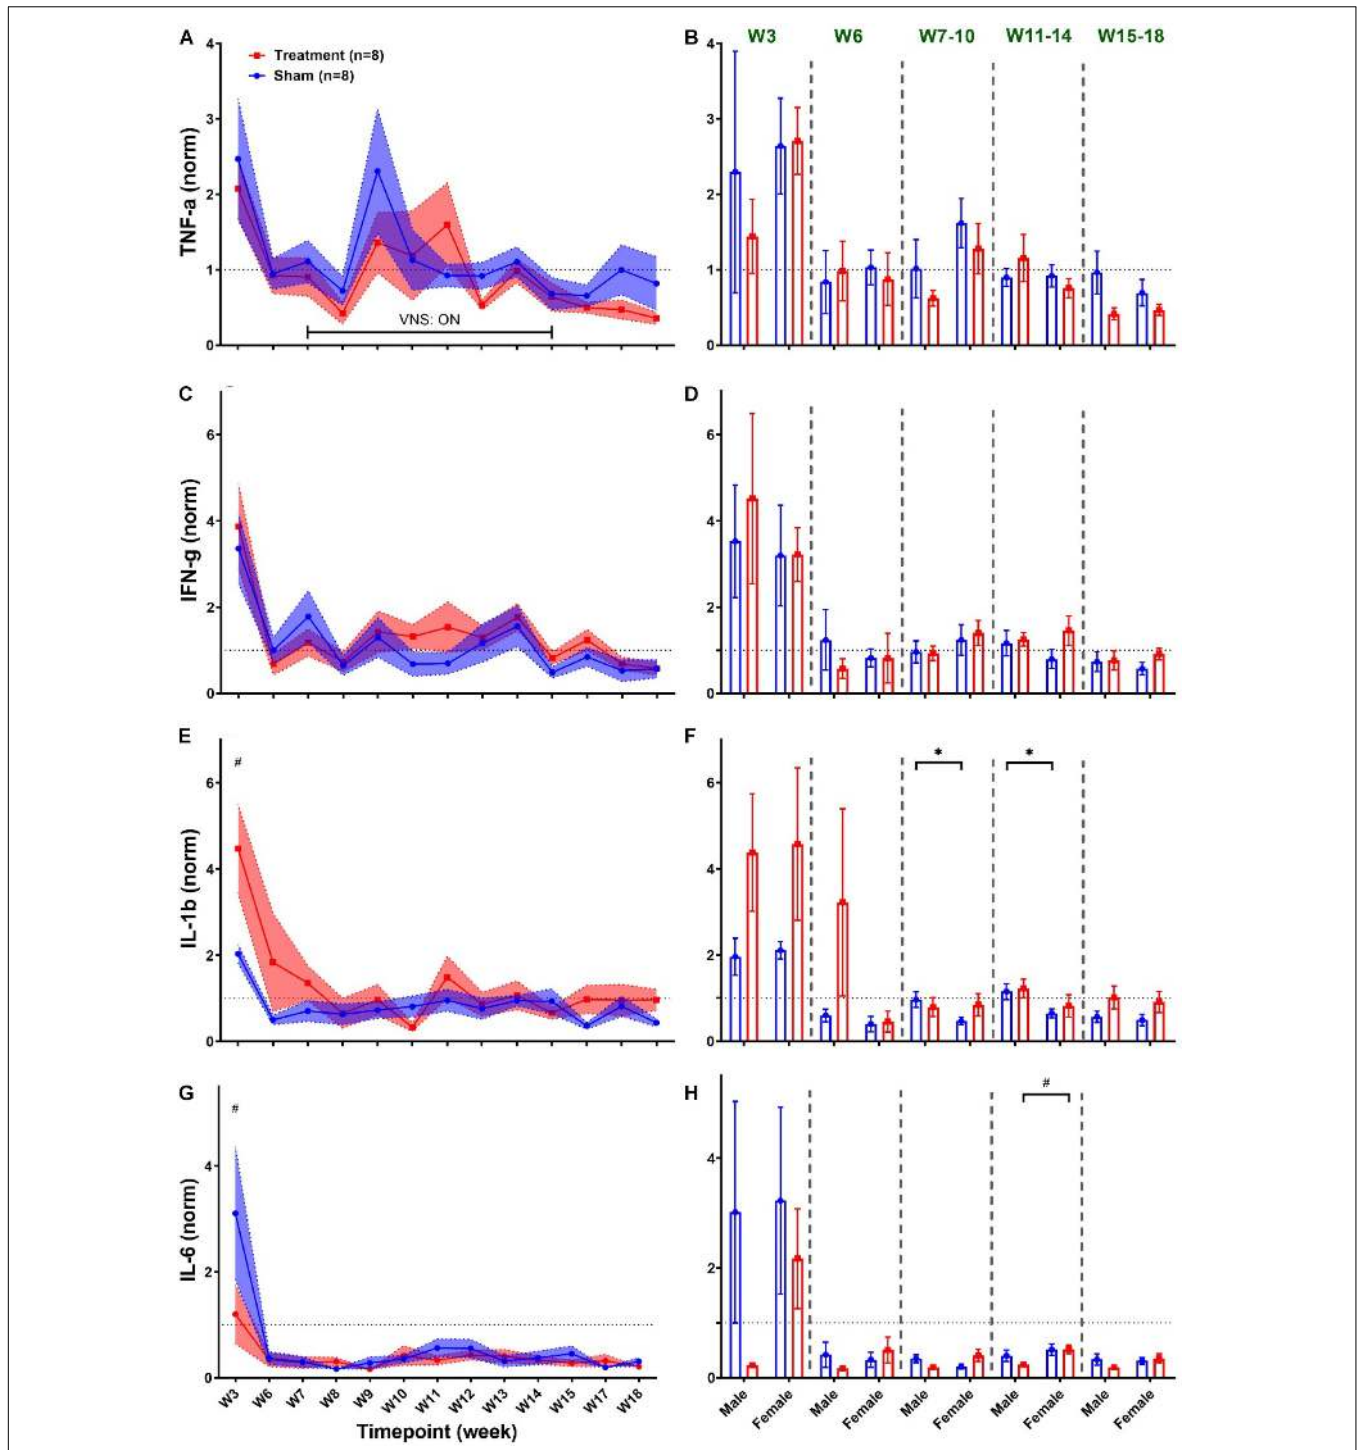 A
Treatment (n=8)
Sham (n=8)
TNF-a (norm)
4
3
2
1
0
VNS: ON
B
W3 W6 W7-10 W11-14 W15-18
4
3
2
1
0
C
IFN-g (norm)
6
4
2
0
D
6
4
2
0
E
#
IL-1b (norm)
6
4
2
0
F
* *
6
4
2
0
G
#
IL-6 (norm)
4
2
0
W3 W6 W7 W8 W9 W10 W11 W12 W13 W14 W15 W17 W18
Timepoint (week)
H
#
4
2
0
Male Female Male Female Male Female Male Female Male Female